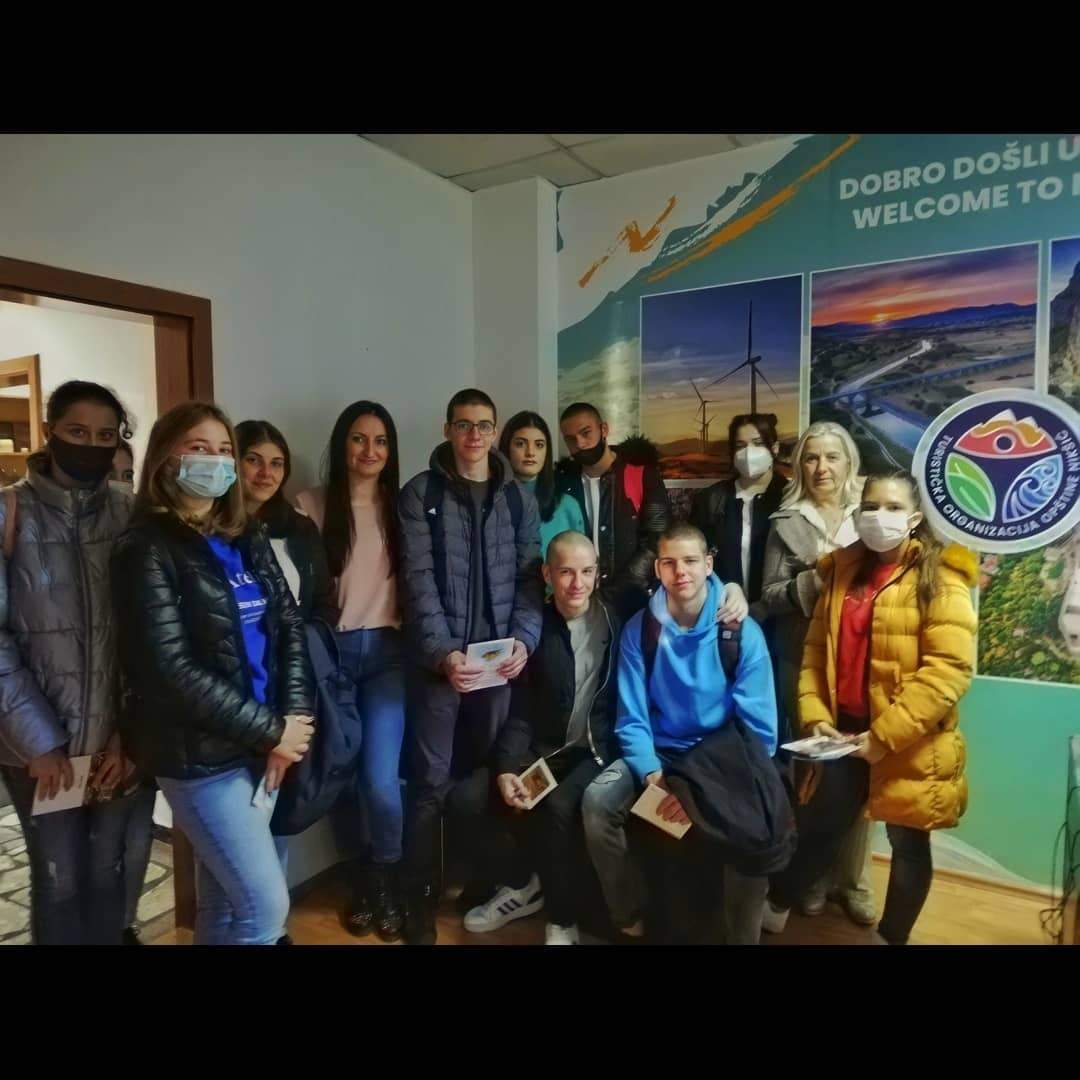 DOBRO DOŠLI U
WELCOME TO
TURISTIČKA ORGANIZACIJA OPŠTINE NIKŠIĆ